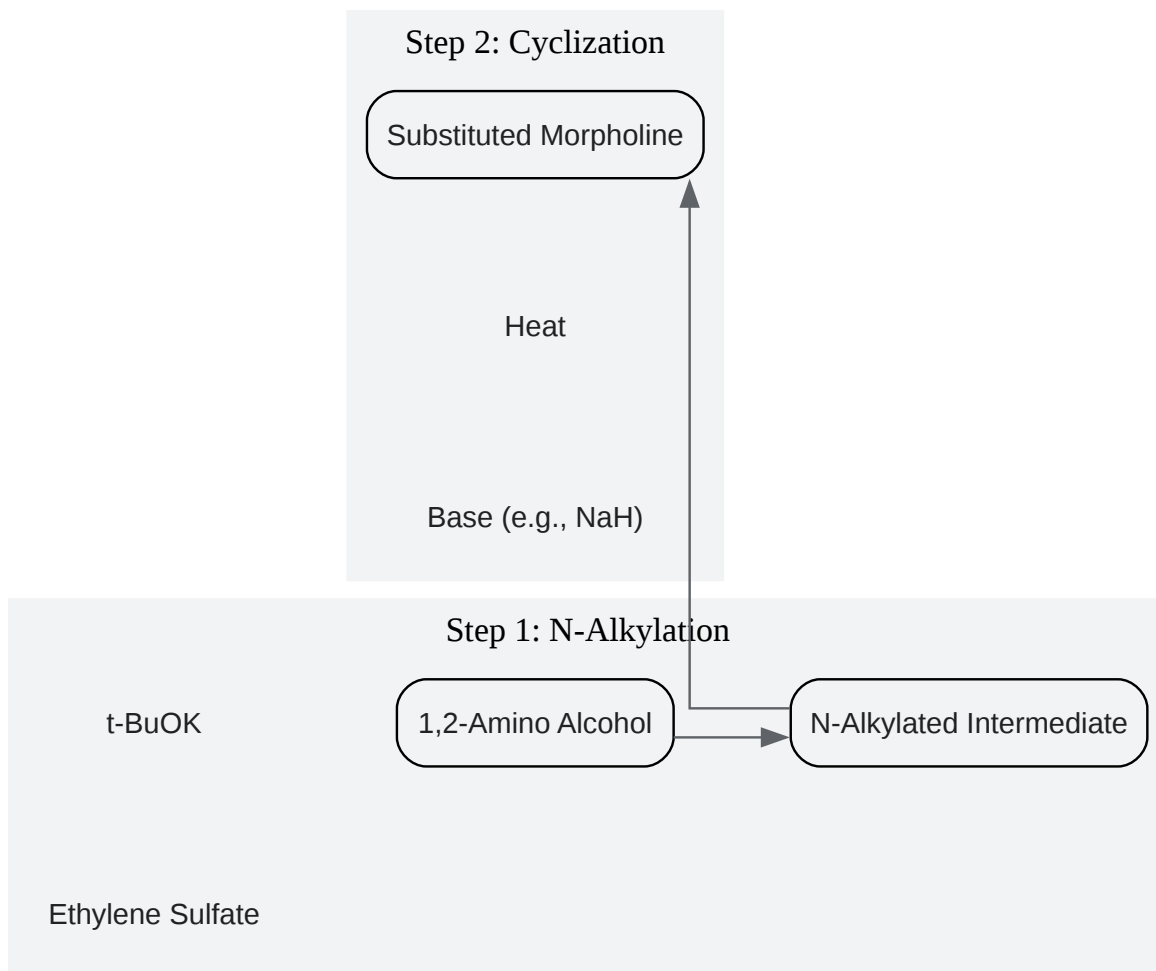 Step 2: Cyclization
Substituted Morpholine
Heat
Base (e.g., NaH)
Step 1: N-Alkylation
t-BuOK
1,2-Amino Alcohol
N-Alkylated Intermediate
Ethylene Sulfate